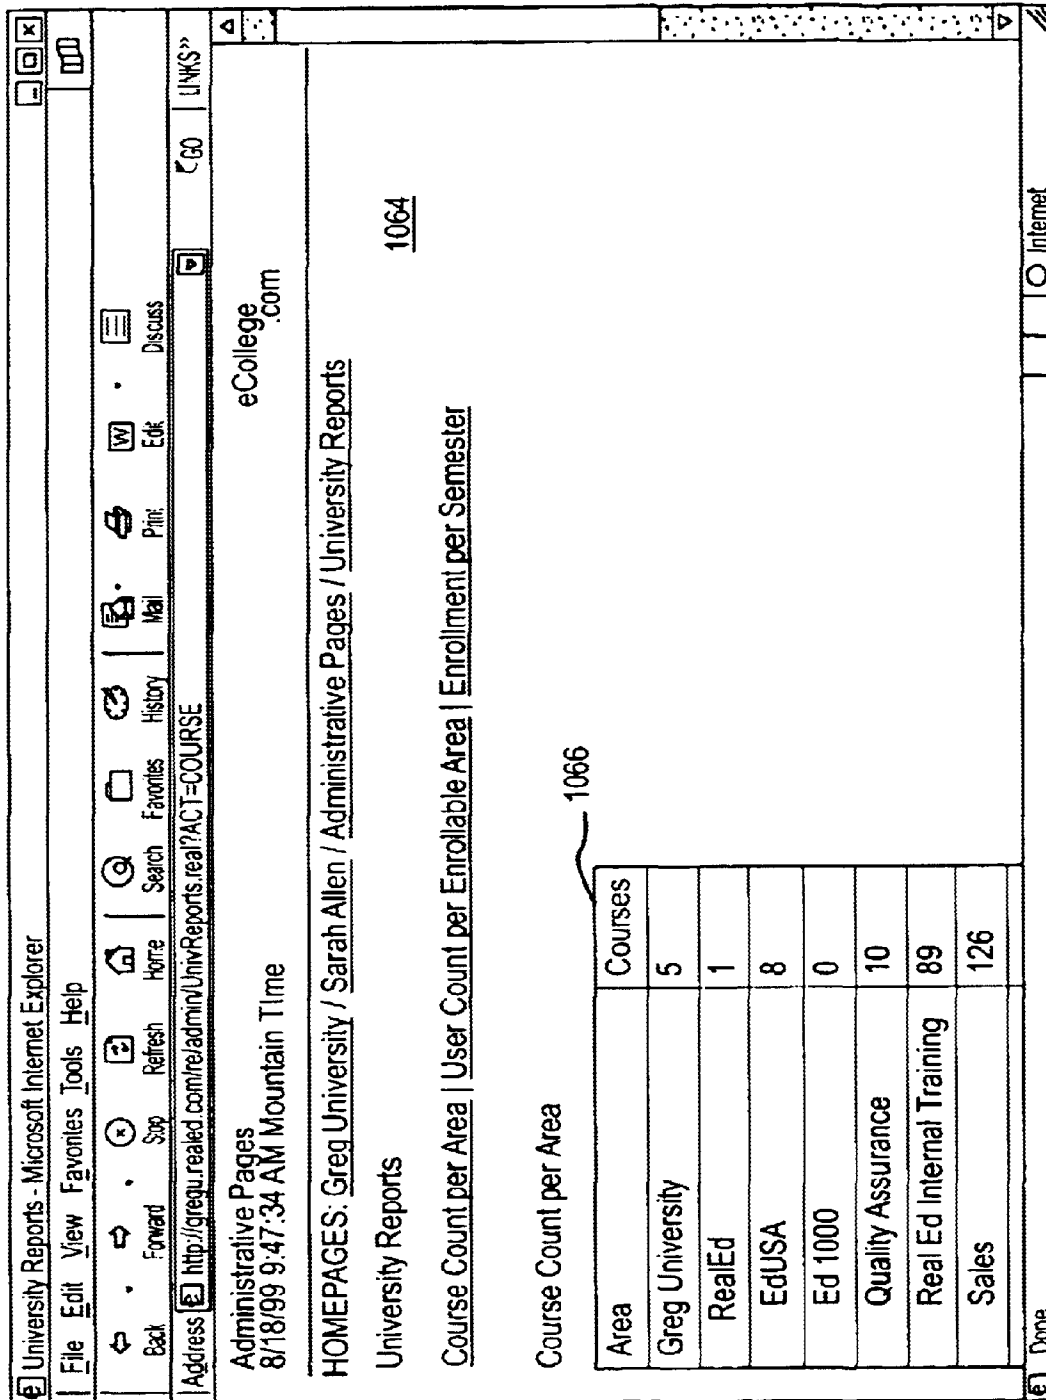 University Reports - Microsoft Internet Explorer
File Edit View Favorites Tools Help
Back Forward Stop Refresh Home Search Favorites History Mail Print Edit Discuss
Address http://gregu.realed.com/re/admin/UnivReports.real?ACT=COURSE GO LINKS»
Administrative Pages
8/18/99 9:47:34 AM Mountain Time
eCollege
.com
HOMEPAGES: Greg University / Sarah Allen / Administrative Pages / University Reports
University Reports
1064
Course Count per Area | User Count per Enrollable Area | Enrollment per Semester
Course Count per Area
1066
Area Courses
Greg University 5
RealEd 1
EdUSA 8
Ed 1000 0
Quality Assurance 10
Real Ed Internal Training 89
Sales 126
Done Internet